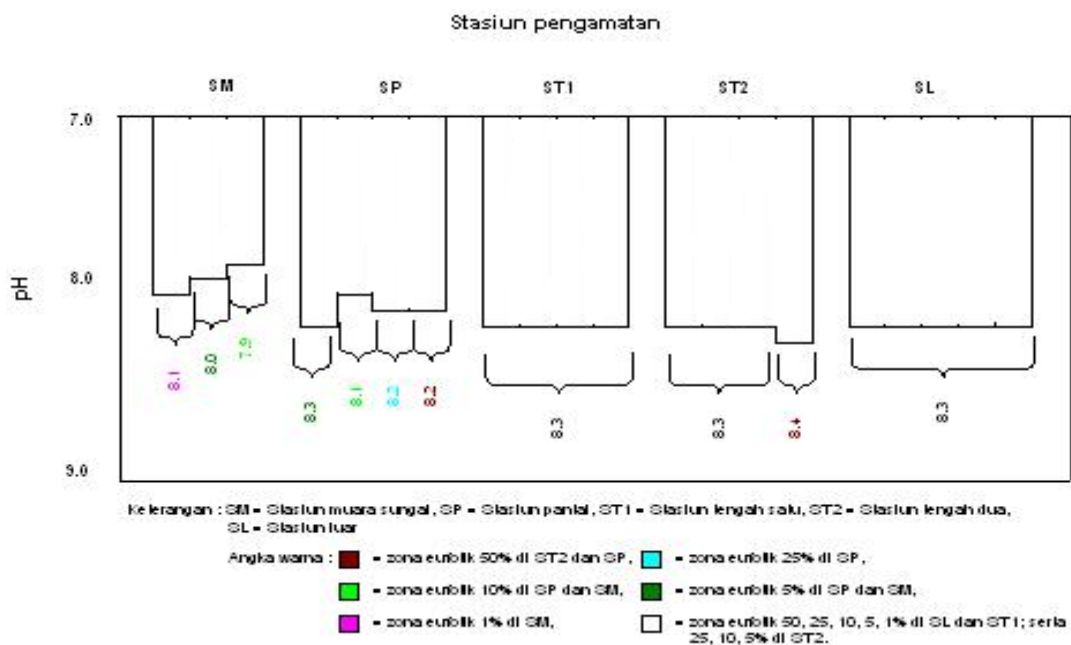 Stasiun pengamatan
SM SP ST1 ST2 SL
7.0
8.0
9.0
pH
8.1 8.0 7.9 8.3 8.1 8.2 8.2 8.3 8.3 8.4 8.3
Keterangan : SM = Stasiun muara sungai, SP = Stasiun pantai, ST1 = Stasiun tengah satu, ST2 = Stasiun tengah dua,
SL = Stasiun luar
Angka warna : = zona eufotik 50% di ST2 dan SP, = zona eufotik 25% di SP,
= zona eufotik 10% di SP dan SM, = zona eufotik 5% di SP dan SM,
= zona eufotik 1% di SM, = zona eufotik 50, 25, 10, 5, 1% di SL dan ST1; serta
25, 10, 5% di ST2.